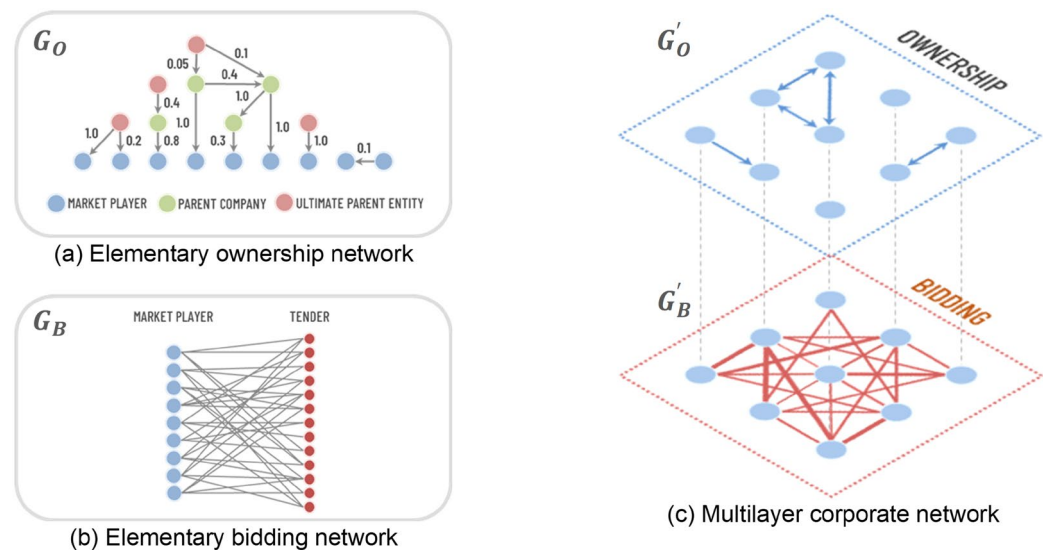 G_O
0.1
0.05
0.4
0.4
1.0
1.0
0.2
0.8
1.0
0.3
1.0
1.0
0.1
MARKET PLAYER
PARENT COMPANY
ULTIMATE PARENT ENTITY
(a) Elementary ownership network
G_B
MARKET PLAYER
TENDER
(b) Elementary bidding network
G'_O
OWNERSHIP
G'_B
BIDDING
(c) Multilayer corporate network